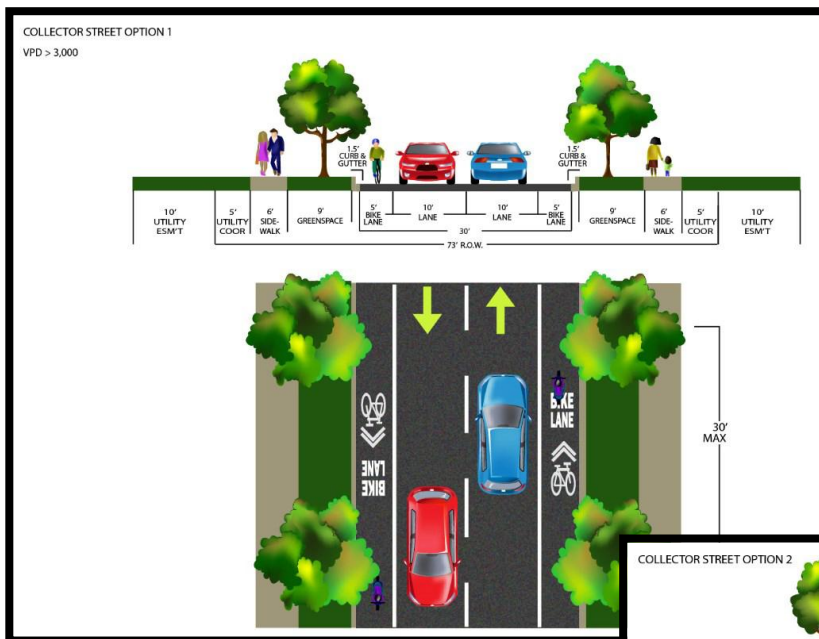 COLLECTOR STREET OPTION 1
VPD > 3,000
1.5'
CURB &
GUTTER
1.5'
CURB &
GUTTER
10'
UTILITY
ESM'T
5'
UTILITY
COOR
6'
SIDE-
WALK
9'
GREENSPACE
5'
BIKE
LANE
10'
LANE
10'
LANE
5'
BIKE
LANE
9'
GREENSPACE
6'
SIDE-
WALK
5'
UTILITY
COOR
10'
UTILITY
ESM'T
30'
73' R.O.W.
BIKE
LANE
BIKE
LANE
30'
MAX
COLLECTOR STREET OPTION 2